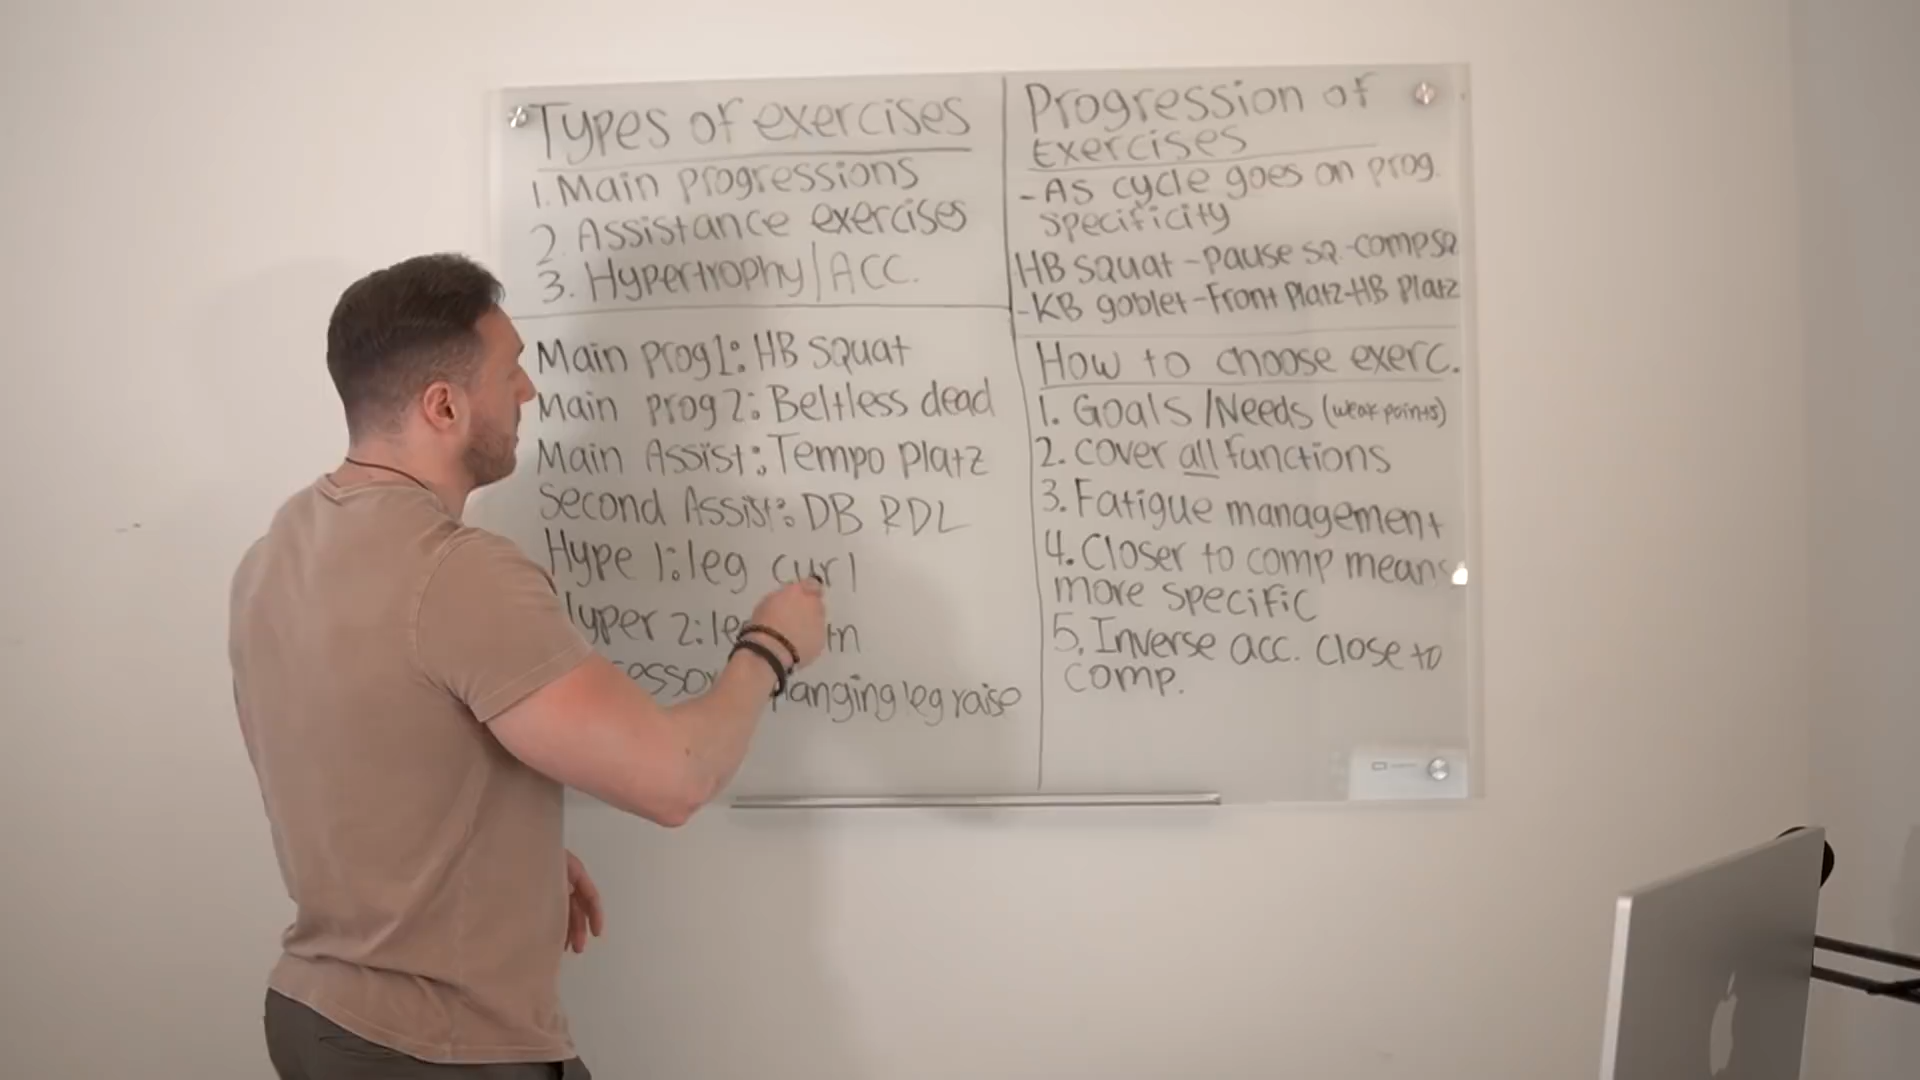 Types of exercises
1. Main progressions
2. Assistance exercises
3. Hypertrophy/ACC.
Progression of
Exercises
- As cycle goes on prog.
specificity
HB squat - pause sq - comp sq
- KB goblet - Front Platz - HB Platz
Main Prog 1: HB squat
Main prog 2: Beltless dead
Main Assist: Tempo Platz
Second Assist: DB RDL
Hype 1: leg curl
Hyper 2:
Hanging leg raise
How to choose exerc.
1. Goals/Needs (weak points)
2. Cover all functions
3. Fatigue management
4. Closer to comp means
more specific
5. Inverse acc. close to
comp.